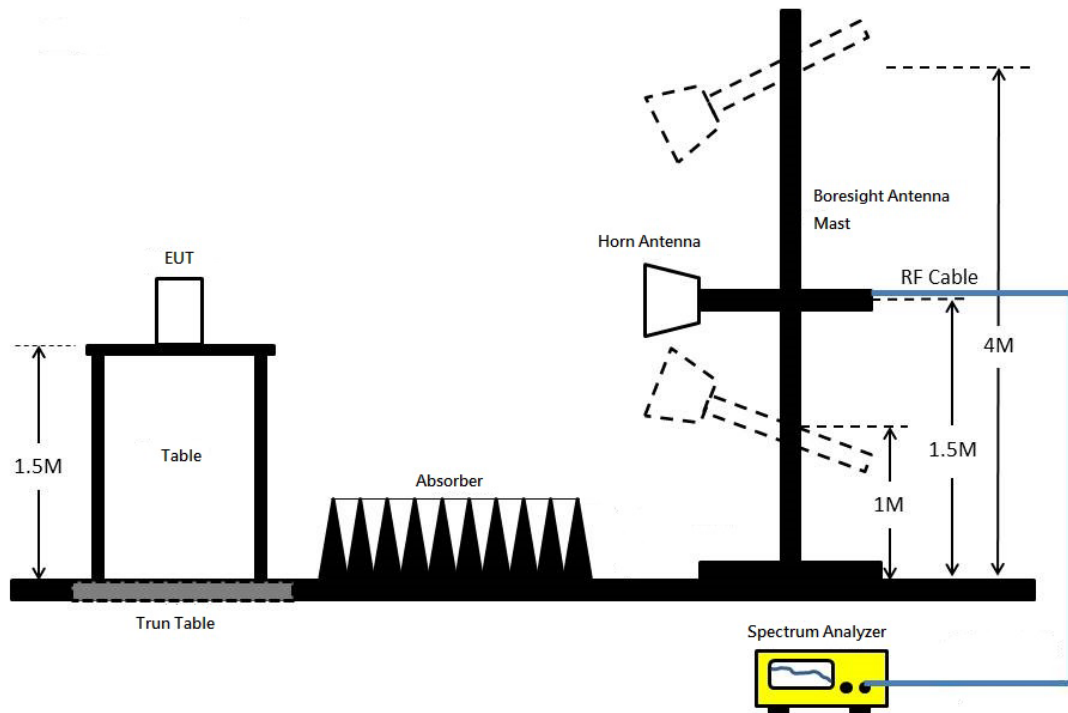 Boresight Antenna
Mast
Horn Antenna
EUT
RF Cable
4M
1.5M
1.5M
Table
Absorber
1M
Trun Table
Spectrum Analyzer